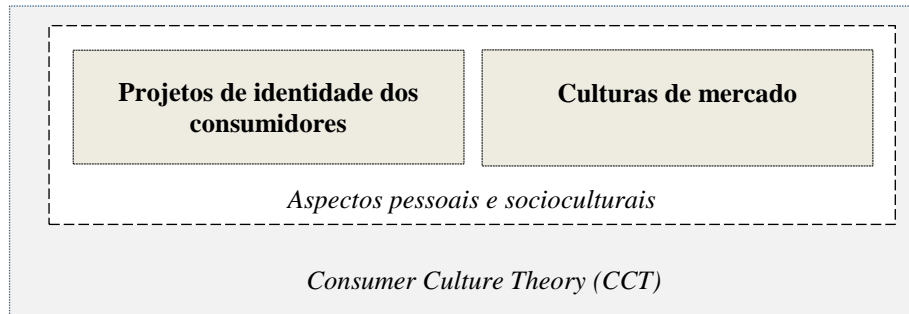 Projetos de identidade dos
consumidores
Culturas de mercado
Aspectos pessoais e socioculturais
Consumer Culture Theory (CCT)